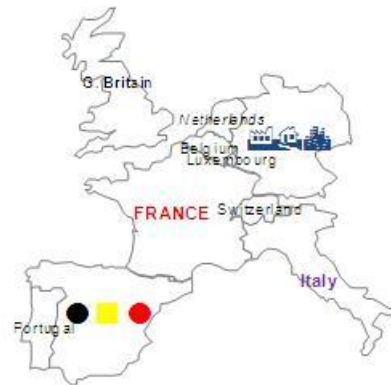 G. Britain
Netherlands
Belgium
Luxembourg
FRANCE
Switzerland
Italy
Portugal